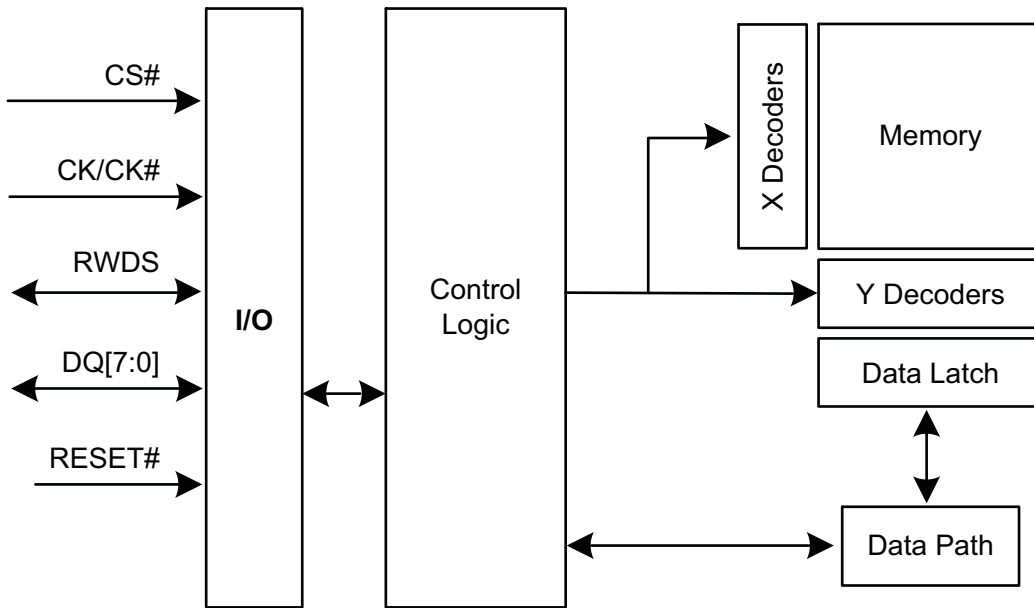 CS#
CK/CK#
RWDS
DQ[7:0]
RESET#
I/O
Control
Logic
X Decoders
Memory
Y Decoders
Data Latch
Data Path